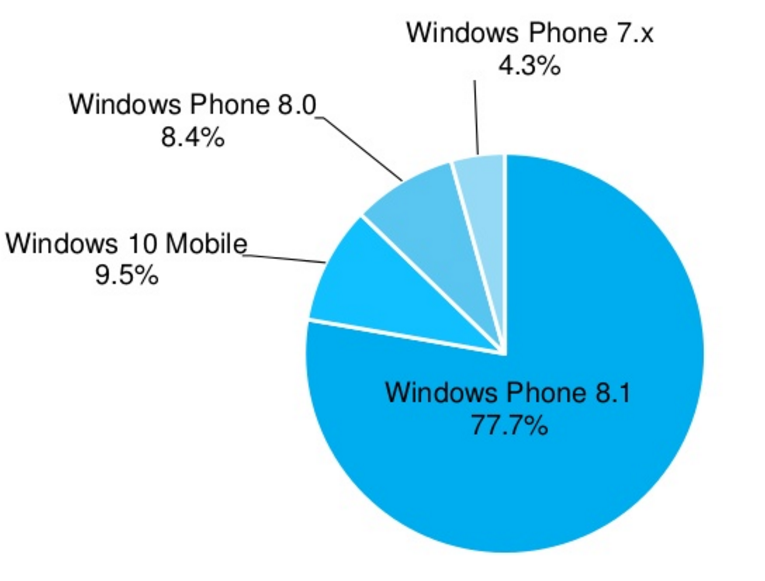 Windows Phone 7.x
4.3%
Windows Phone 8.0
8.4%
Windows 10 Mobile
9.5%
Windows Phone 8.1
77.7%